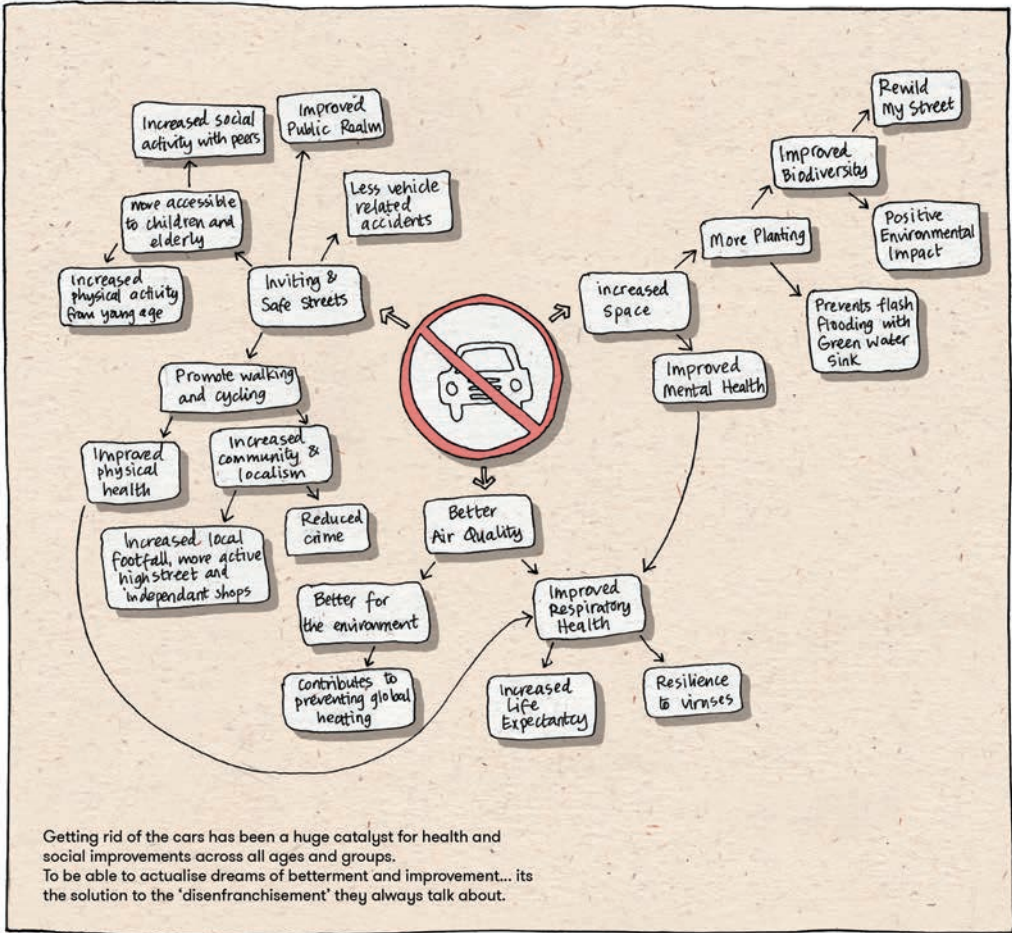 Increased social
activity with peers
Improved
Public Realm
Less vehicle
related
accidents
more accessible
to children and
elderly
Increased
physical activity
from young age
Inviting &
Safe streets
Promote walking
and cycling
Improved
physical
health
Increased
community &
localism
Reduced
crime
Increased local
footfall, more active
highstreet and
independant shops
Rewild
My Street
Improved
Biodiversity
Positive
Environmental
Impact
More Planting
increased
Space
Prevents flash
flooding with
Green water
sink
Improved
Mental Health
Better
Air Quality
Better for
the environment
Contributes to
preventing global
heating
Improved
Respiratory
Health
Increased
Life
Expectancy
Resilience
to viruses
Getting rid of the cars has been a huge catalyst for health and
social improvements across all ages and groups.
To be able to actualise dreams of betterment and improvement... its
the solution to the ‘disenfranchisement’ they always talk about.